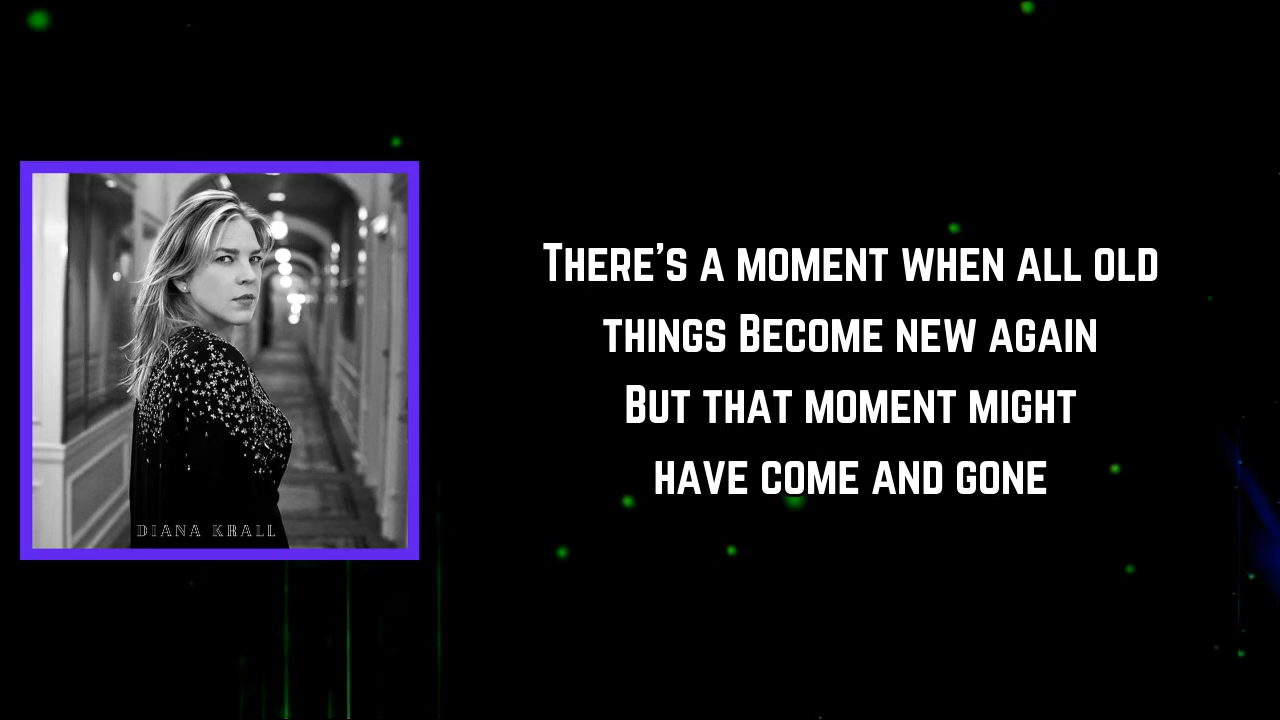 DIANA KRALL
There's a moment when all old
things Become new again
But that moment might
have come and gone